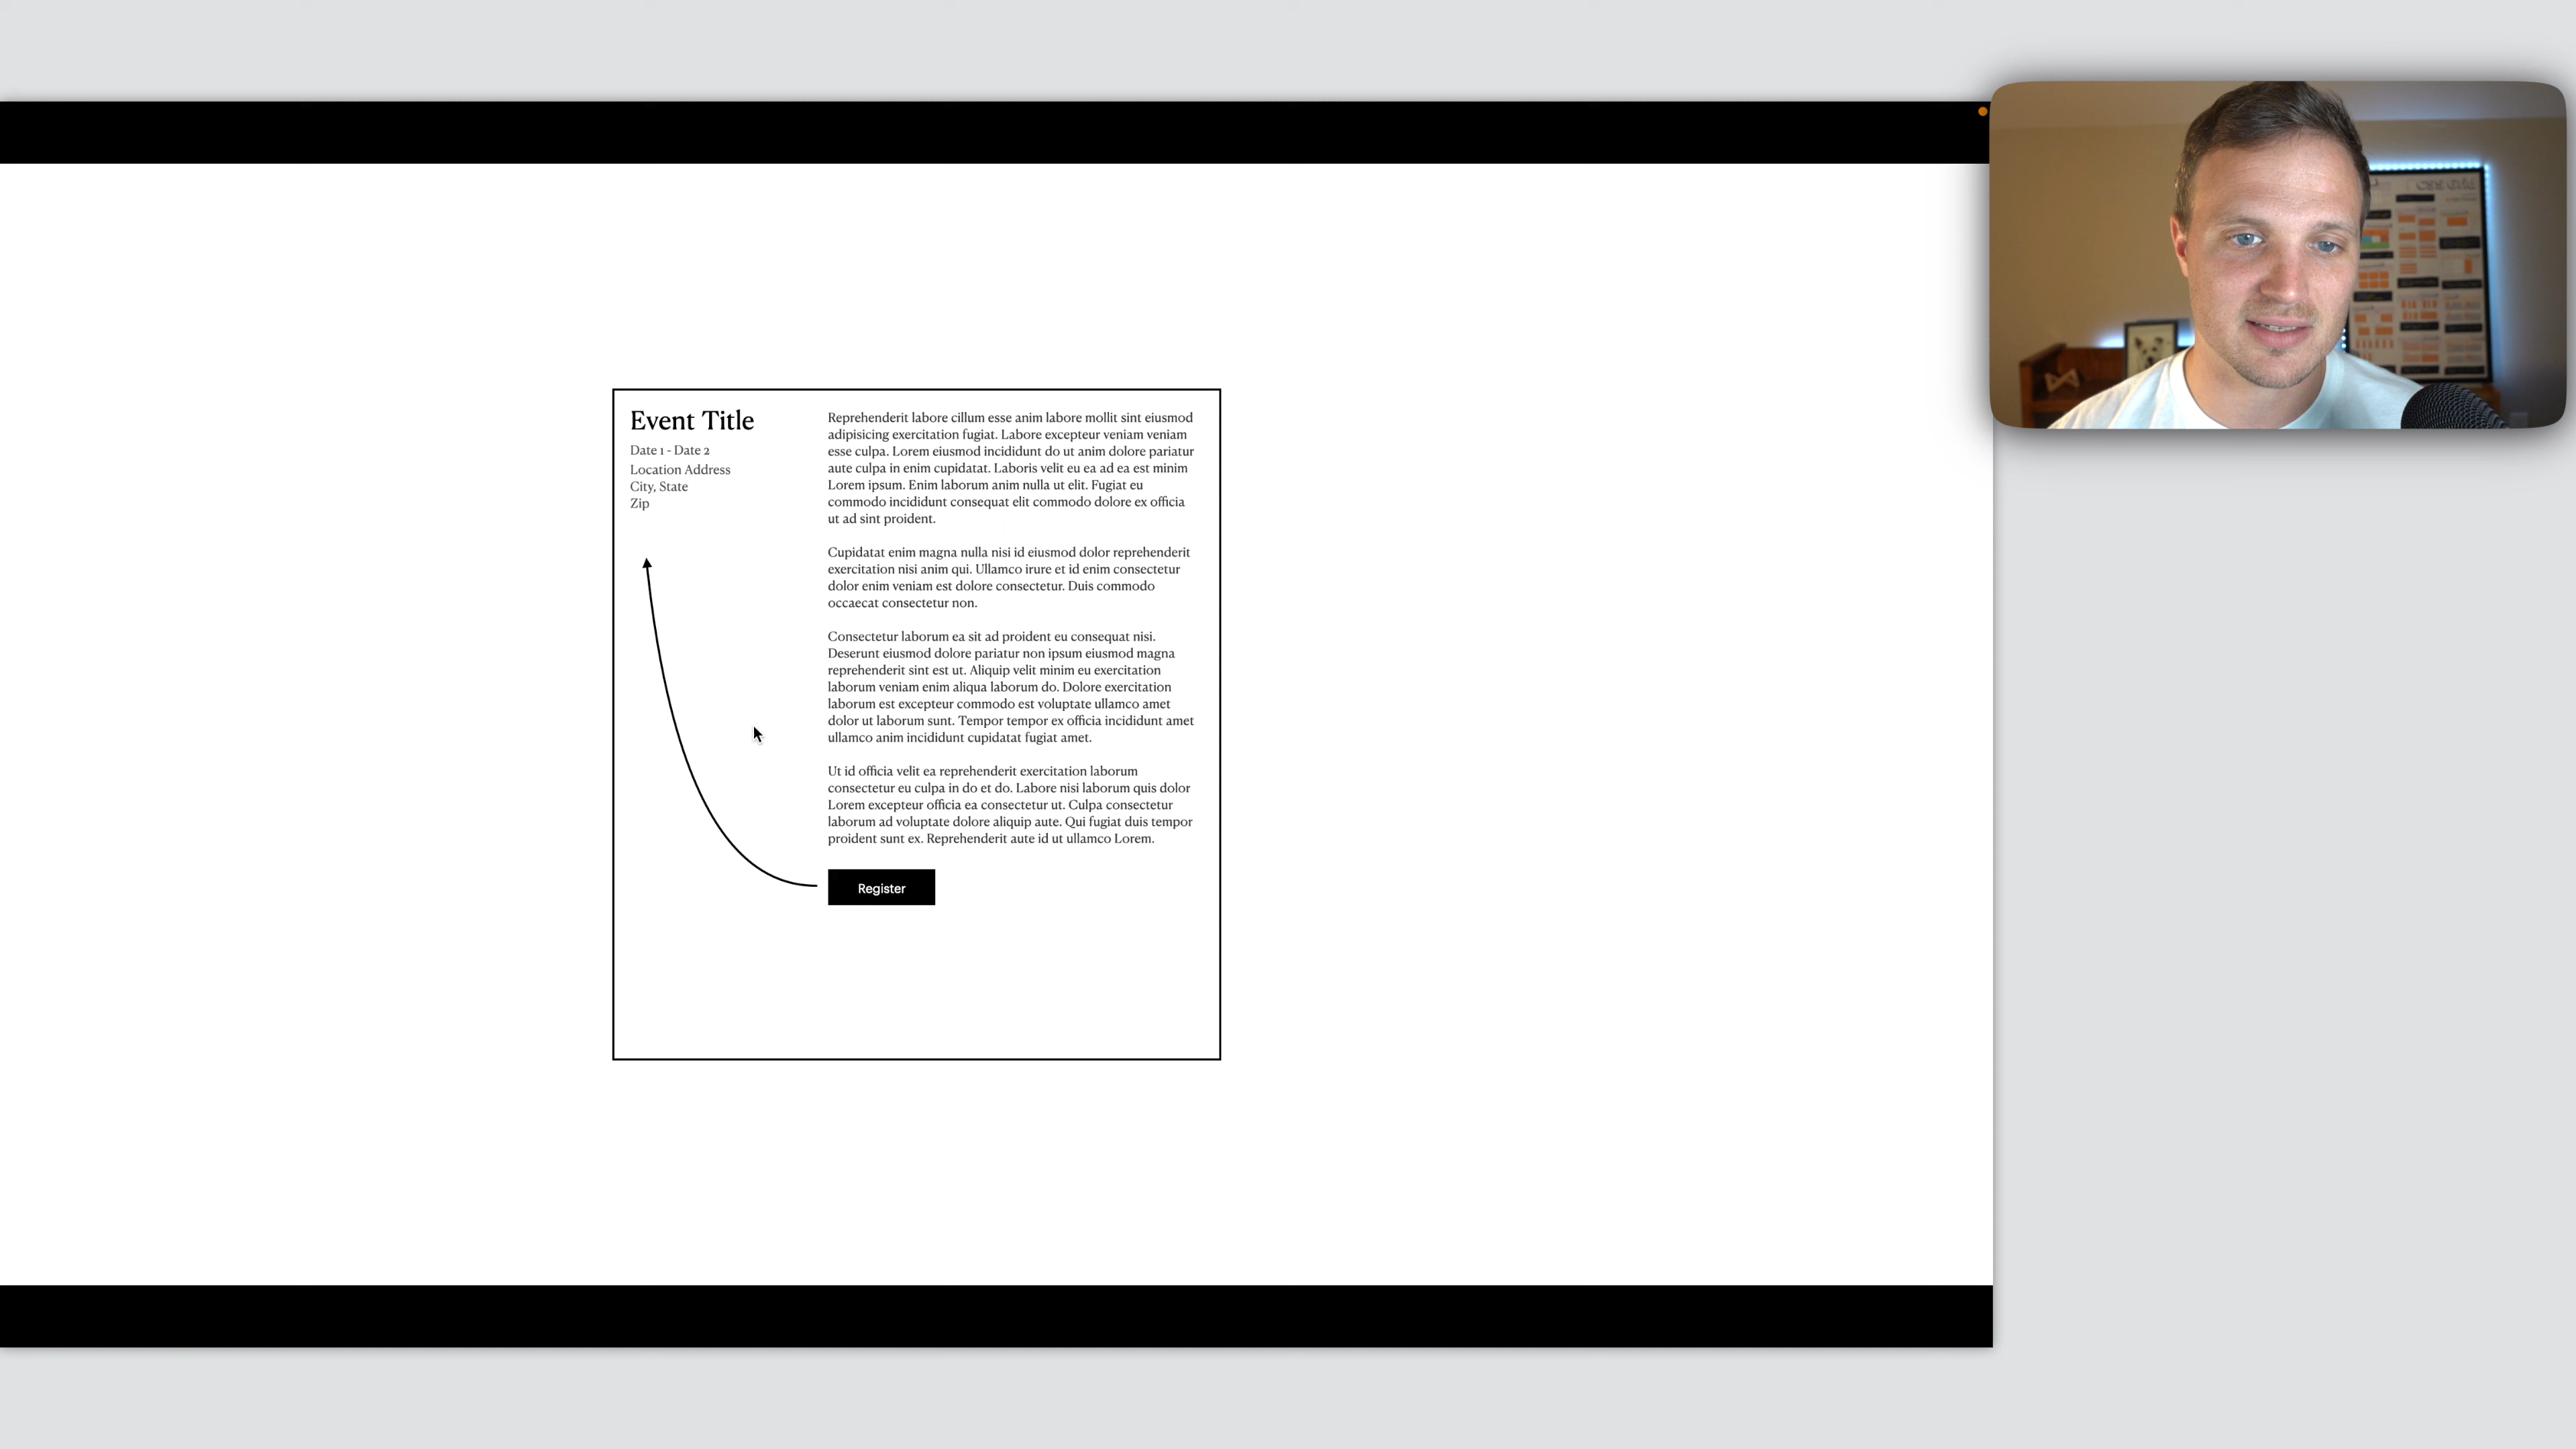 Event Title
Date 1 - Date 2
Location Address
City, State
Zip
Reprehenderit labore cillum esse anim labore mollit sint eiusmod
adipisicing exercitation fugiat. Labore excepteur veniam veniam
esse culpa. Lorem eiusmod incididunt do ut anim dolore pariatur
aute culpa in enim cupidatat. Laboris velit eu ea ad ea est minim
Lorem ipsum. Enim laborum anim nulla ut elit. Fugiat eu
commodo incididunt consequat elit commodo dolore ex officia
ut ad sint proident.
Cupidatat enim magna nulla nisi id eiusmod dolor reprehenderit
exercitation nisi anim qui. Ullamco irure et id enim consectetur
dolor enim veniam est dolore consectetur. Duis commodo
occaecat consectetur non.
Consectetur laborum ea sit ad proident eu consequat nisi.
Deserunt eiusmod dolore pariatur non ipsum eiusmod magna
reprehenderit sint est ut. Aliquip velit minim eu exercitation
laborum veniam enim aliqua laborum do. Dolore exercitation
laborum est excepteur commodo est voluptate ullamco amet
dolor ut laborum sunt. Tempor tempor ex officia incididunt amet
ullamco anim incididunt cupidatat fugiat amet.
Ut id officia velit ea reprehenderit exercitation laborum
consectetur eu culpa in do et do. Labore nisi laborum quis dolor
Lorem excepteur officia ea consectetur ut. Culpa consectetur
laborum ad voluptate dolore aliquip aute. Qui fugiat duis tempor
proident sunt ex. Reprehenderit aute id ut ullamco Lorem.
Register
CSS Grid